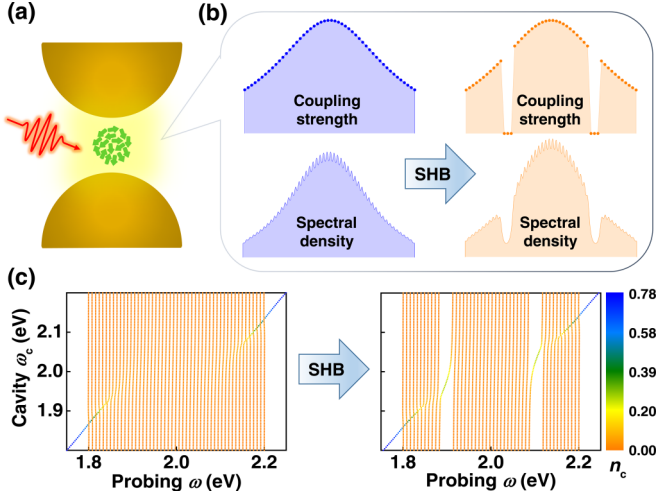 (a)
(b)
Coupling
strength
Coupling
strength
SHB
Spectral
density
Spectral
density
(c)
Cavity ω_c (eV)
2.1
2.0
1.9
1.8 2.0 2.2
Probing ω (eV)
SHB
1.8 2.0 2.2
Probing ω (eV)
0.78
0.58
0.39
0.20
0.00
n_c